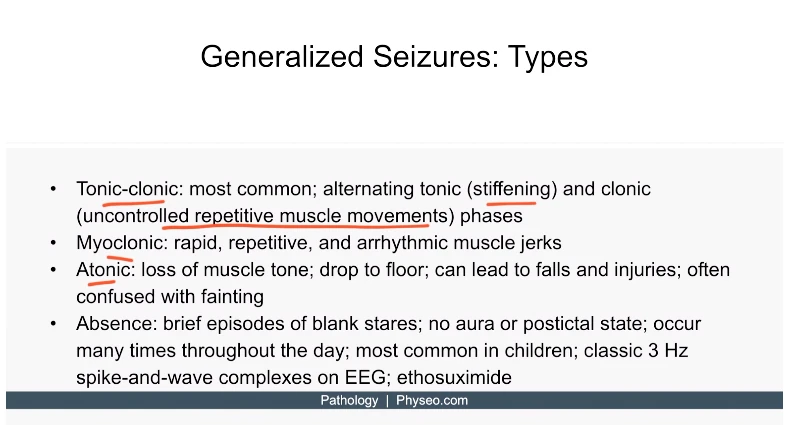 Generalized Seizures: Types
• Tonic-clonic: most common; alternating tonic (stiffening) and clonic
(uncontrolled repetitive muscle movements) phases
• Myoclonic: rapid, repetitive, and arrhythmic muscle jerks
• Atonic: loss of muscle tone; drop to floor; can lead to falls and injuries; often
confused with fainting
• Absence: brief episodes of blank stares; no aura or postictal state; occur
many times throughout the day; most common in children; classic 3 Hz
spike-and-wave complexes on EEG; ethosuximide
Pathology | Physeo.com